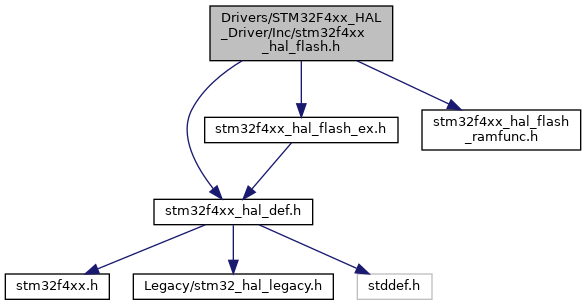 Drivers/STM32F4xx_HAL
_Driver/Inc/stm32f4xx
_hal_flash.h
stm32f4xx_hal_flash_ex.h
stm32f4xx_hal_flash
_ramfunc.h
stm32f4xx_hal_def.h
stm32f4xx.h
Legacy/stm32_hal_legacy.h
stddef.h